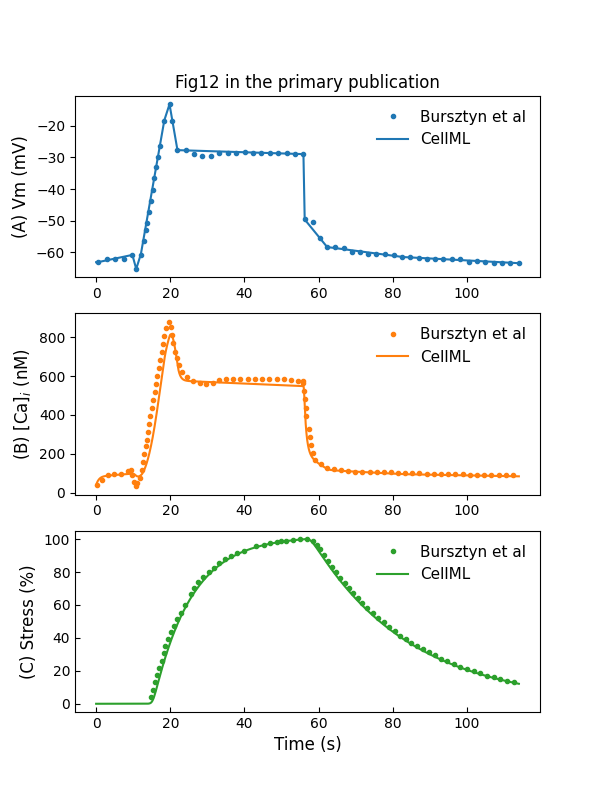 Fig12 in the primary publication
(A) Vm (mV)
−20
−30
−40
−50
−60
Bursztyn et al
CellML
0 20 40 60 80 100
(B) [Ca]i (nM)
800
600
400
200
0
Bursztyn et al
CellML
0 20 40 60 80 100
(C) Stress (%)
100
80
60
40
20
0
Bursztyn et al
CellML
0 20 40 60 80 100
Time (s)